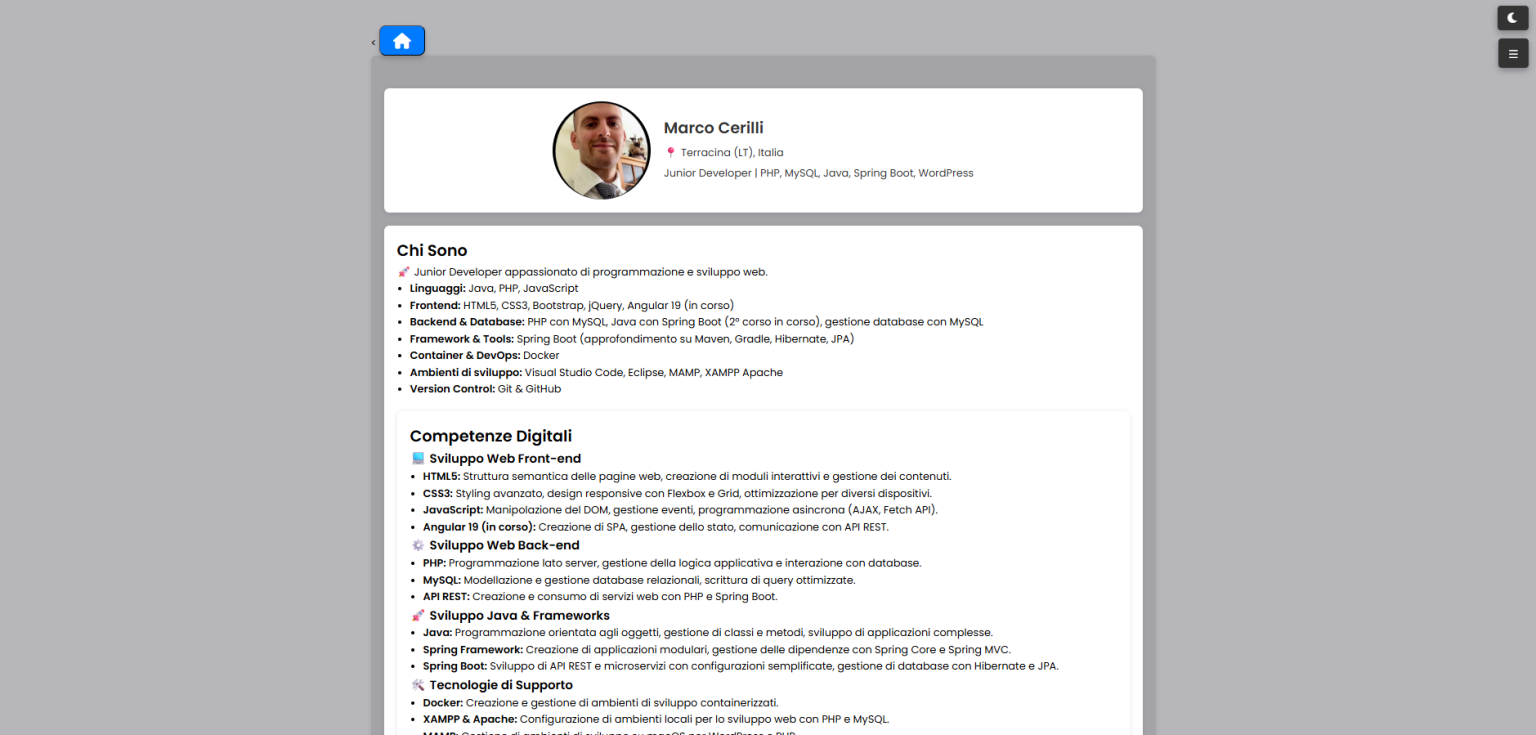 <
Marco Cerilli
Terracina (LT), Italia
Junior Developer | PHP, MySQL, Java, Spring Boot, WordPress
Chi Sono
Junior Developer appassionato di programmazione e sviluppo web.
Linguaggi: Java, PHP, JavaScript
Frontend: HTML5, CSS3, Bootstrap, jQuery, Angular 19 (in corso)
Backend & Database: PHP con MySQL, Java con Spring Boot (2° corso in corso), gestione database con MySQL
Framework & Tools: Spring Boot (approfondimento su Maven, Gradle, Hibernate, JPA)
Container & DevOps: Docker
Ambienti di sviluppo: Visual Studio Code, Eclipse, MAMP, XAMPP Apache
Version Control: Git & GitHub
Competenze Digitali
Sviluppo Web Front-end
HTML5: Struttura semantica delle pagine web, creazione di moduli interattivi e gestione dei contenuti.
CSS3: Styling avanzato, design responsive con Flexbox e Grid, ottimizzazione per diversi dispositivi.
JavaScript: Manipolazione del DOM, gestione eventi, programmazione asincrona (AJAX, Fetch API).
Angular 19 (in corso): Creazione di SPA, gestione dello stato, comunicazione con API REST.
Sviluppo Web Back-end
PHP: Programmazione lato server, gestione della logica applicativa e interazione con database.
MySQL: Modellazione e gestione database relazionali, scrittura di query ottimizzate.
API REST: Creazione e consumo di servizi web con PHP e Spring Boot.
Sviluppo Java & Frameworks
Java: Programmazione orientata agli oggetti, gestione di classi e metodi, sviluppo di applicazioni complesse.
Spring Framework: Creazione di applicazioni modulari, gestione delle dipendenze con Spring Core e Spring MVC.
Spring Boot: Sviluppo di API REST e microservizi con configurazioni semplificate, gestione di database con Hibernate e JPA.
Tecnologie di Supporto
Docker: Creazione e gestione di ambienti di sviluppo containerizzati.
XAMPP & Apache: Configurazione di ambienti locali per lo sviluppo web con PHP e MySQL.
MAMP: Gestione di ambienti di sviluppo su macOS per WordPress e PHP.